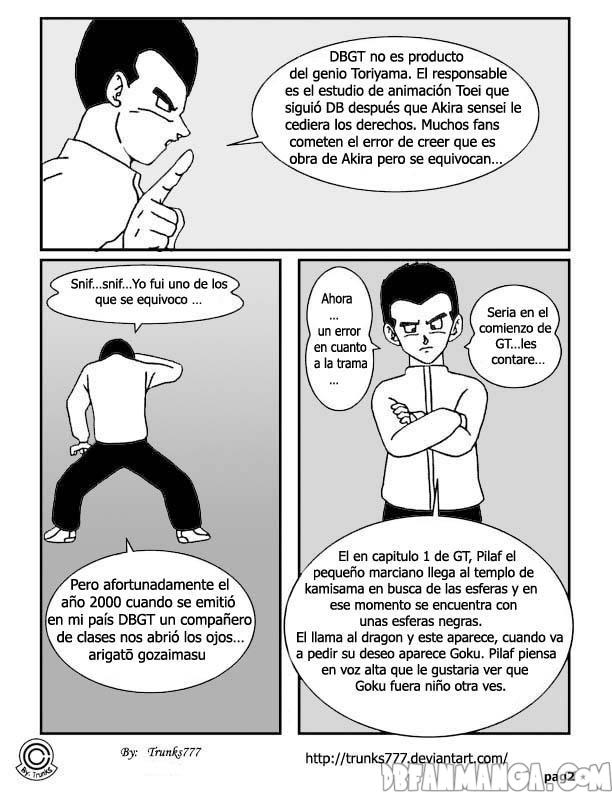 DBGT no es producto
del genio Toriyama. El responsable
es el estudio de animación Toei que
siguió DB después que Akira sensei le
cediera los derechos. Muchos fans
cometen el error de creer que es
obra de Akira pero se equivocan...
Snif...snif...Yo fui uno de los
que se equivoco ...
Pero afortunadamente el
año 2000 cuando se emitió
en mi país DBGT un compañero
de clases nos abrió los ojos...
arigatō gozaimasu
Ahora
...
un error
en cuanto
a la trama
...
Seria en el
comienzo de
GT...les
contare...
El en capitulo 1 de GT, Pilaf el
pequeño marciano llega al templo de
kamisama en busca de las esferas y en
ese momento se encuentra con
unas esferas negras.
El llama al dragon y este aparece, cuando va
a pedir su deseo aparece Goku. Pilaf piensa
en voz alta que le gustaria ver que
Goku fuera niño otra ves.
By: Trunks
By: Trunks777
http://trunks777.deviantart.com/
pag2
DBFANMANGA.COM